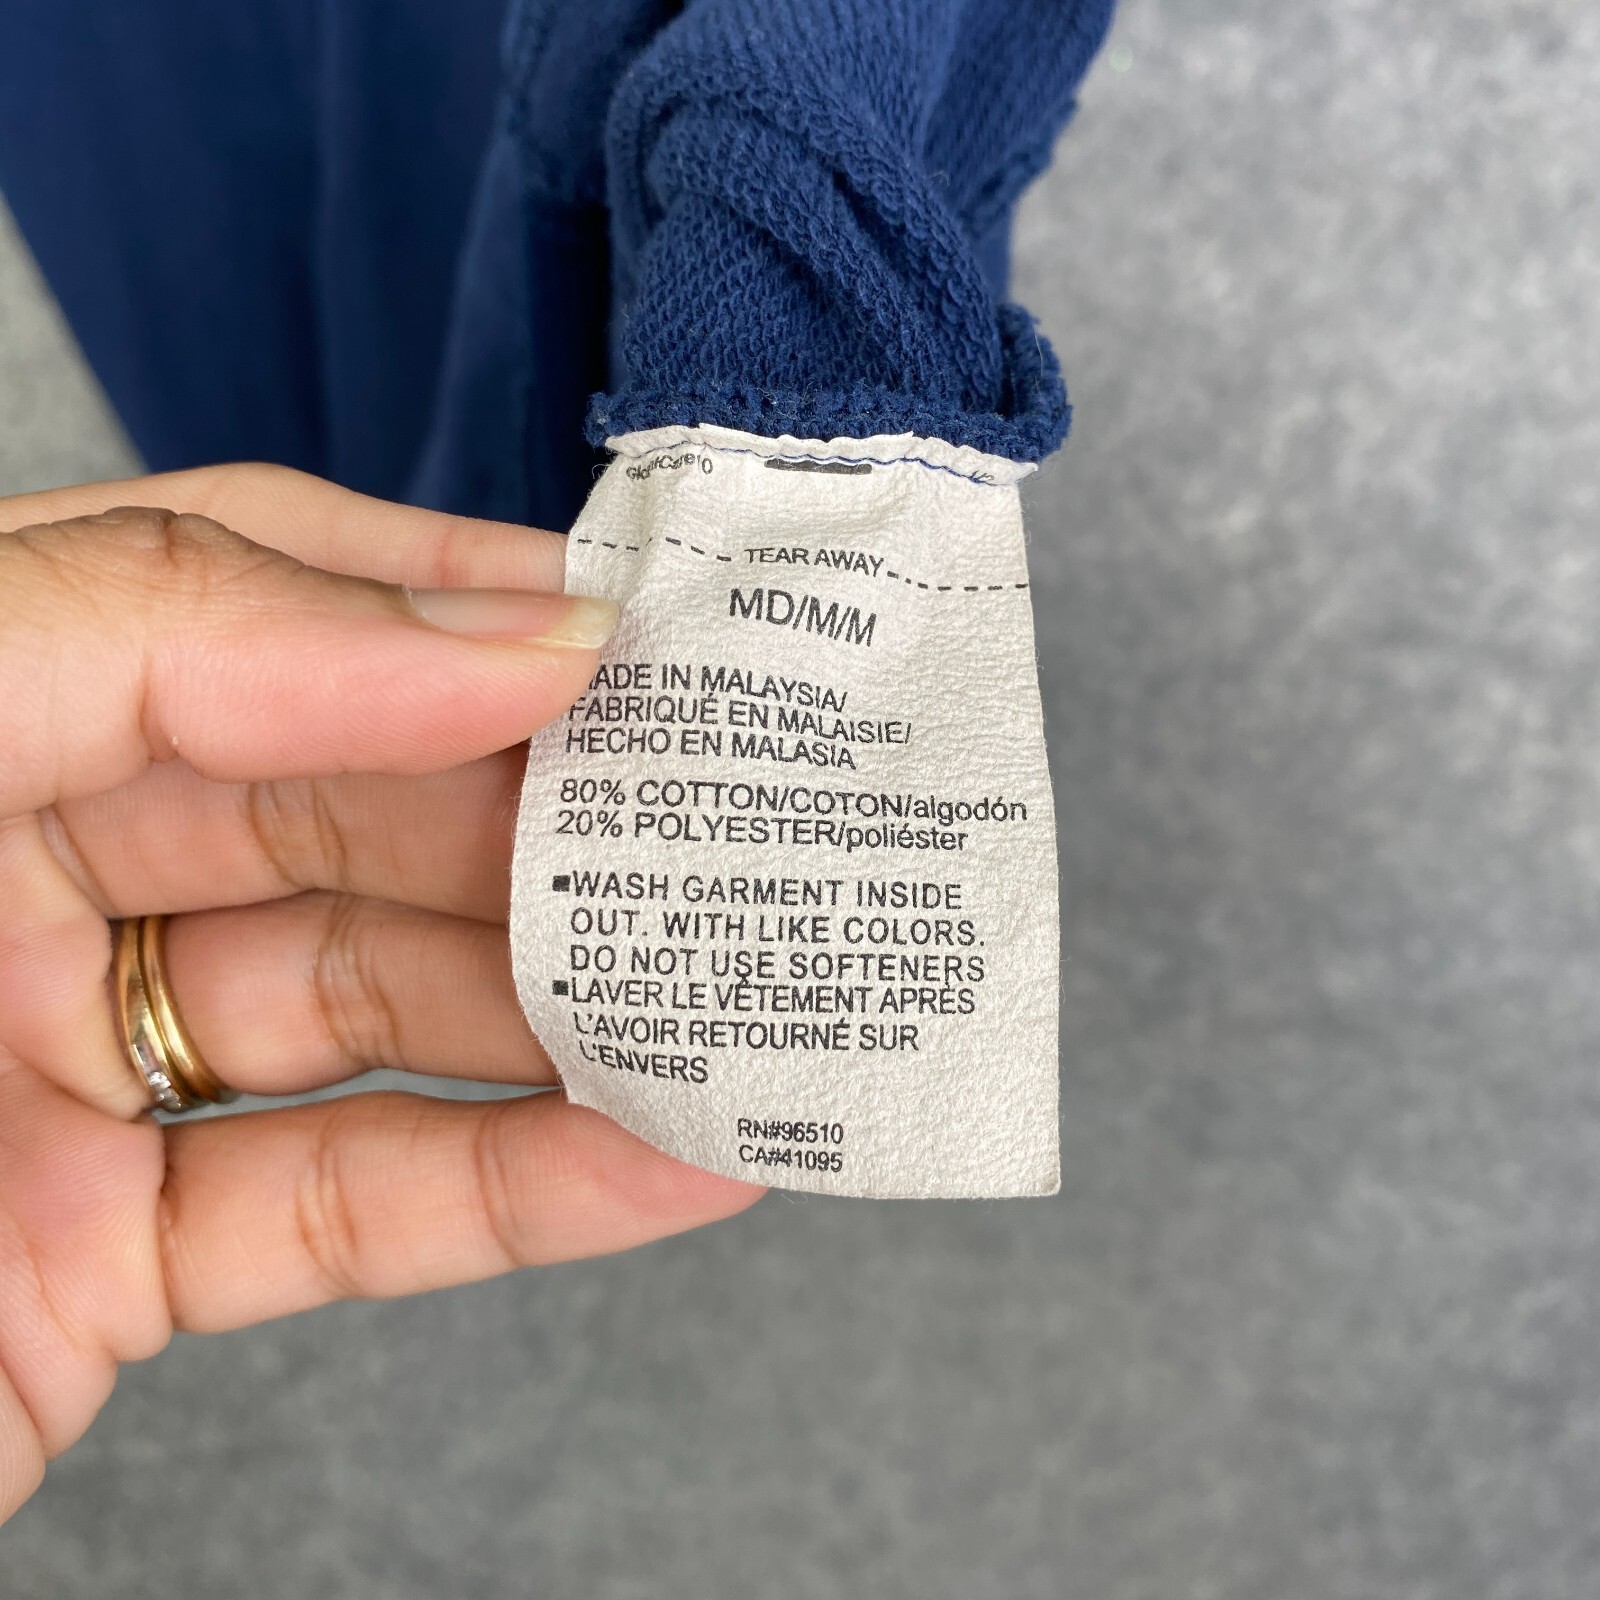 TEAR AWAY
MD/M/M
MADE IN MALAYSIA/
FABRIQUÉ EN MALAISIE/
HECHO EN MALASIA
80% COTTON/COTON/algodón
20% POLYESTER/poliéster
WASH GARMENT INSIDE
OUT. WITH LIKE COLORS.
DO NOT USE SOFTENERS
LAVER LE VÊTEMENT APRÈS
L'AVOIR RETOURNÉ SUR
L'ENVERS
RN#96510
CA#41095